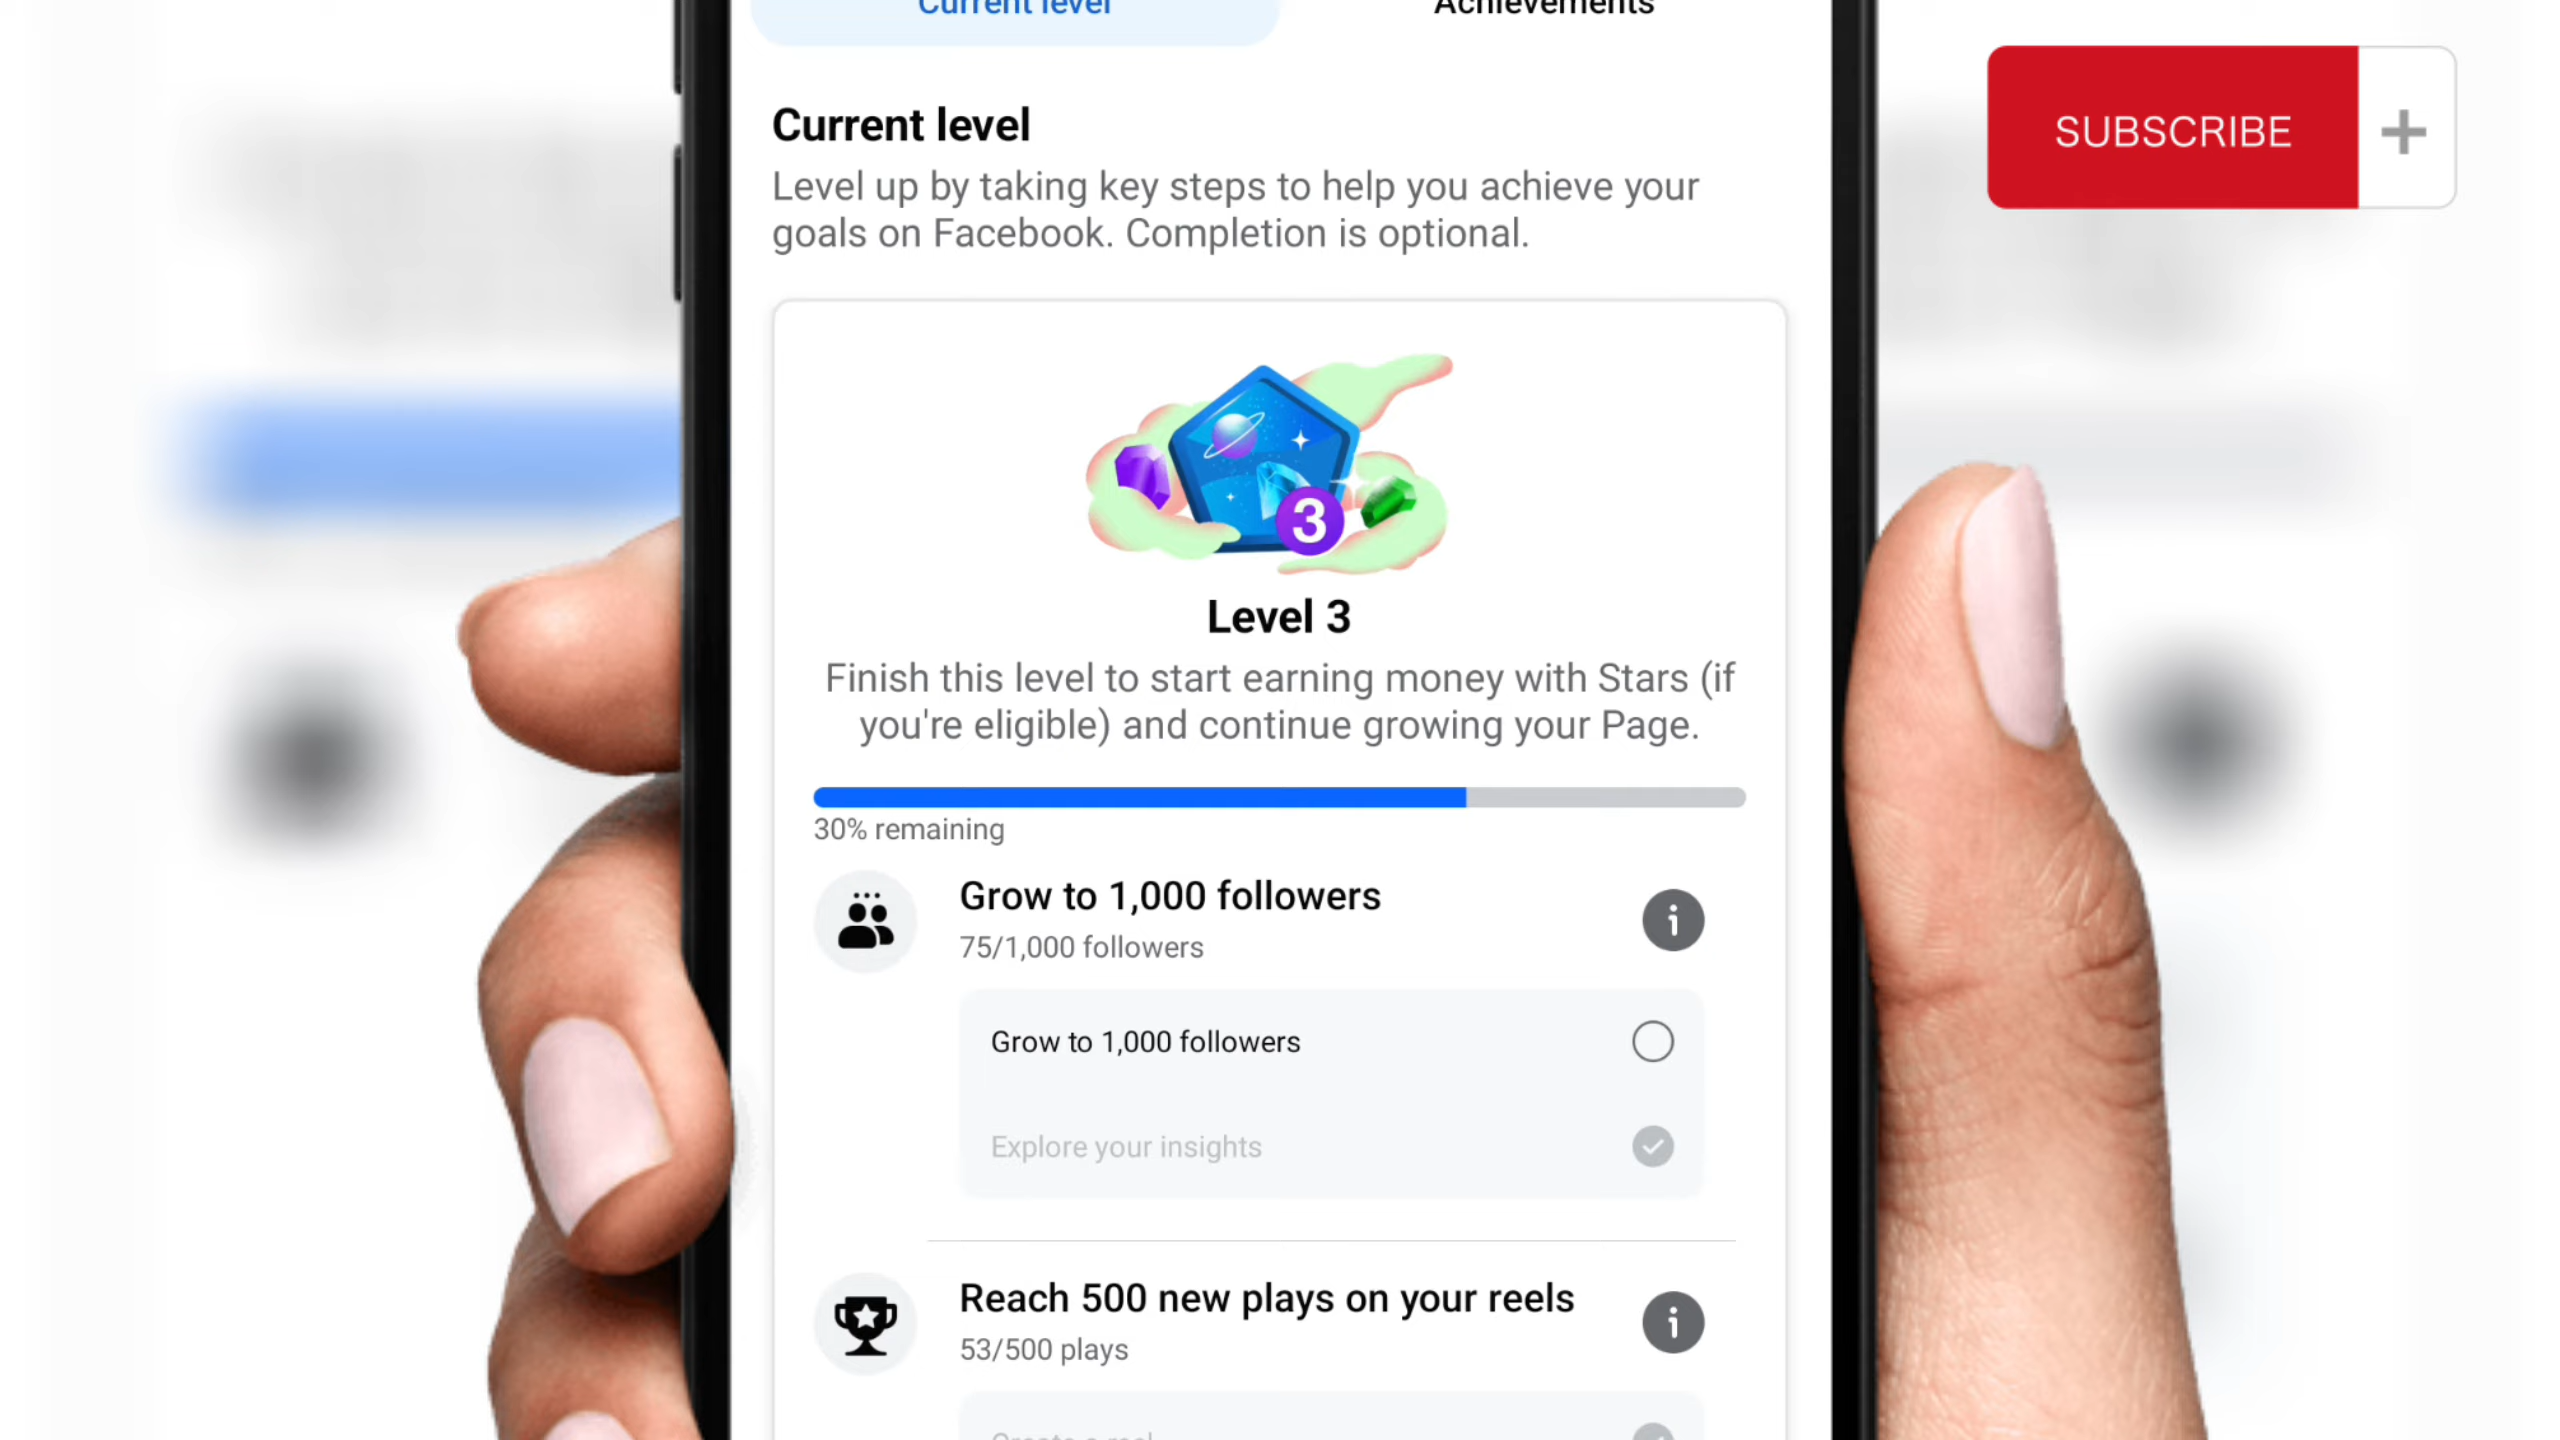 Current level
Achievements
SUBSCRIBE
Current level
Level up by taking key steps to help you achieve your
goals on Facebook. Completion is optional.
3
Level 3
Finish this level to start earning money with Stars (if
you're eligible) and continue growing your Page.
30% remaining
Grow to 1,000 followers
75/1,000 followers
Grow to 1,000 followers
Explore your insights
Reach 500 new plays on your reels
53/500 plays